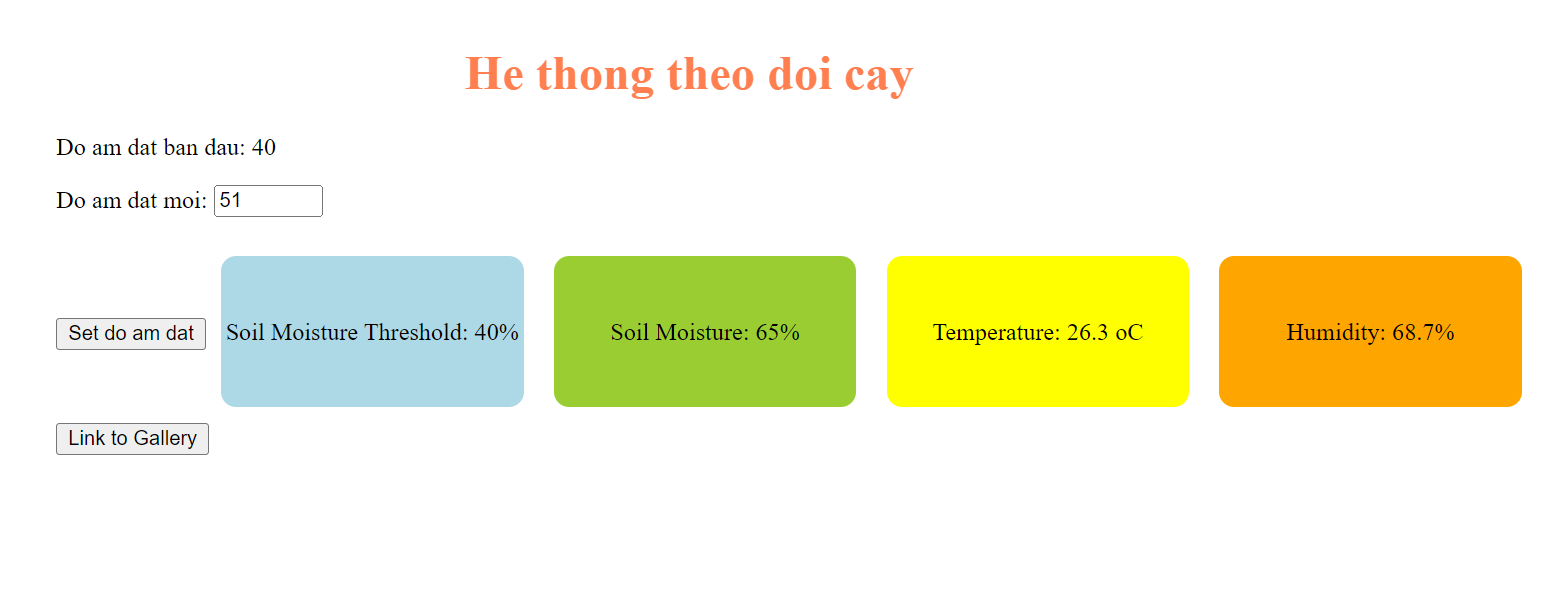 He thong theo doi cay
Do am dat ban dau: 40
Do am dat moi: 51
Set do am dat
Soil Moisture Threshold: 40%
Soil Moisture: 65%
Temperature: 26.3 oC
Humidity: 68.7%
Link to Gallery